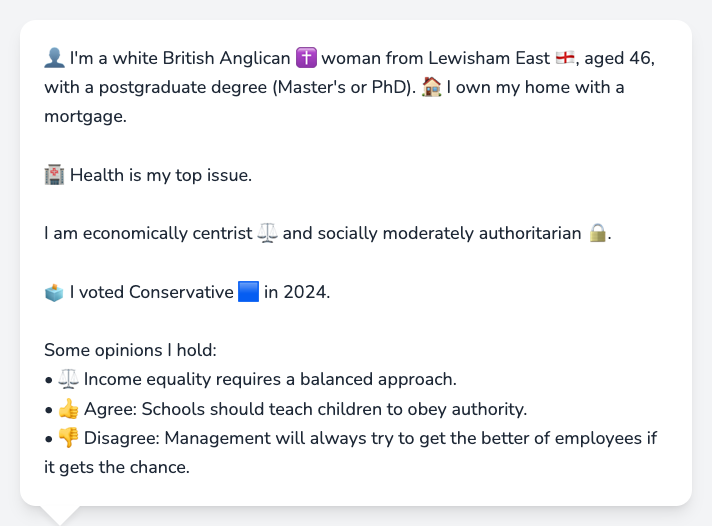 👤 I'm a white British Anglican ✝️ woman from Lewisham East 🏴󠁧󠁢󠁥󠁮󠁧󠁿, aged 46,
with a postgraduate degree (Master's or PhD). 🏠 I own my home with a
mortgage.
🏥 Health is my top issue.
I am economically centrist ⚖️ and socially moderately authoritarian 🔒.
🗳️ I voted Conservative 🟦 in 2024.
Some opinions I hold:
• ⚖️ Income equality requires a balanced approach.
• 👍 Agree: Schools should teach children to obey authority.
• 👎 Disagree: Management will always try to get the better of employees if
it gets the chance.